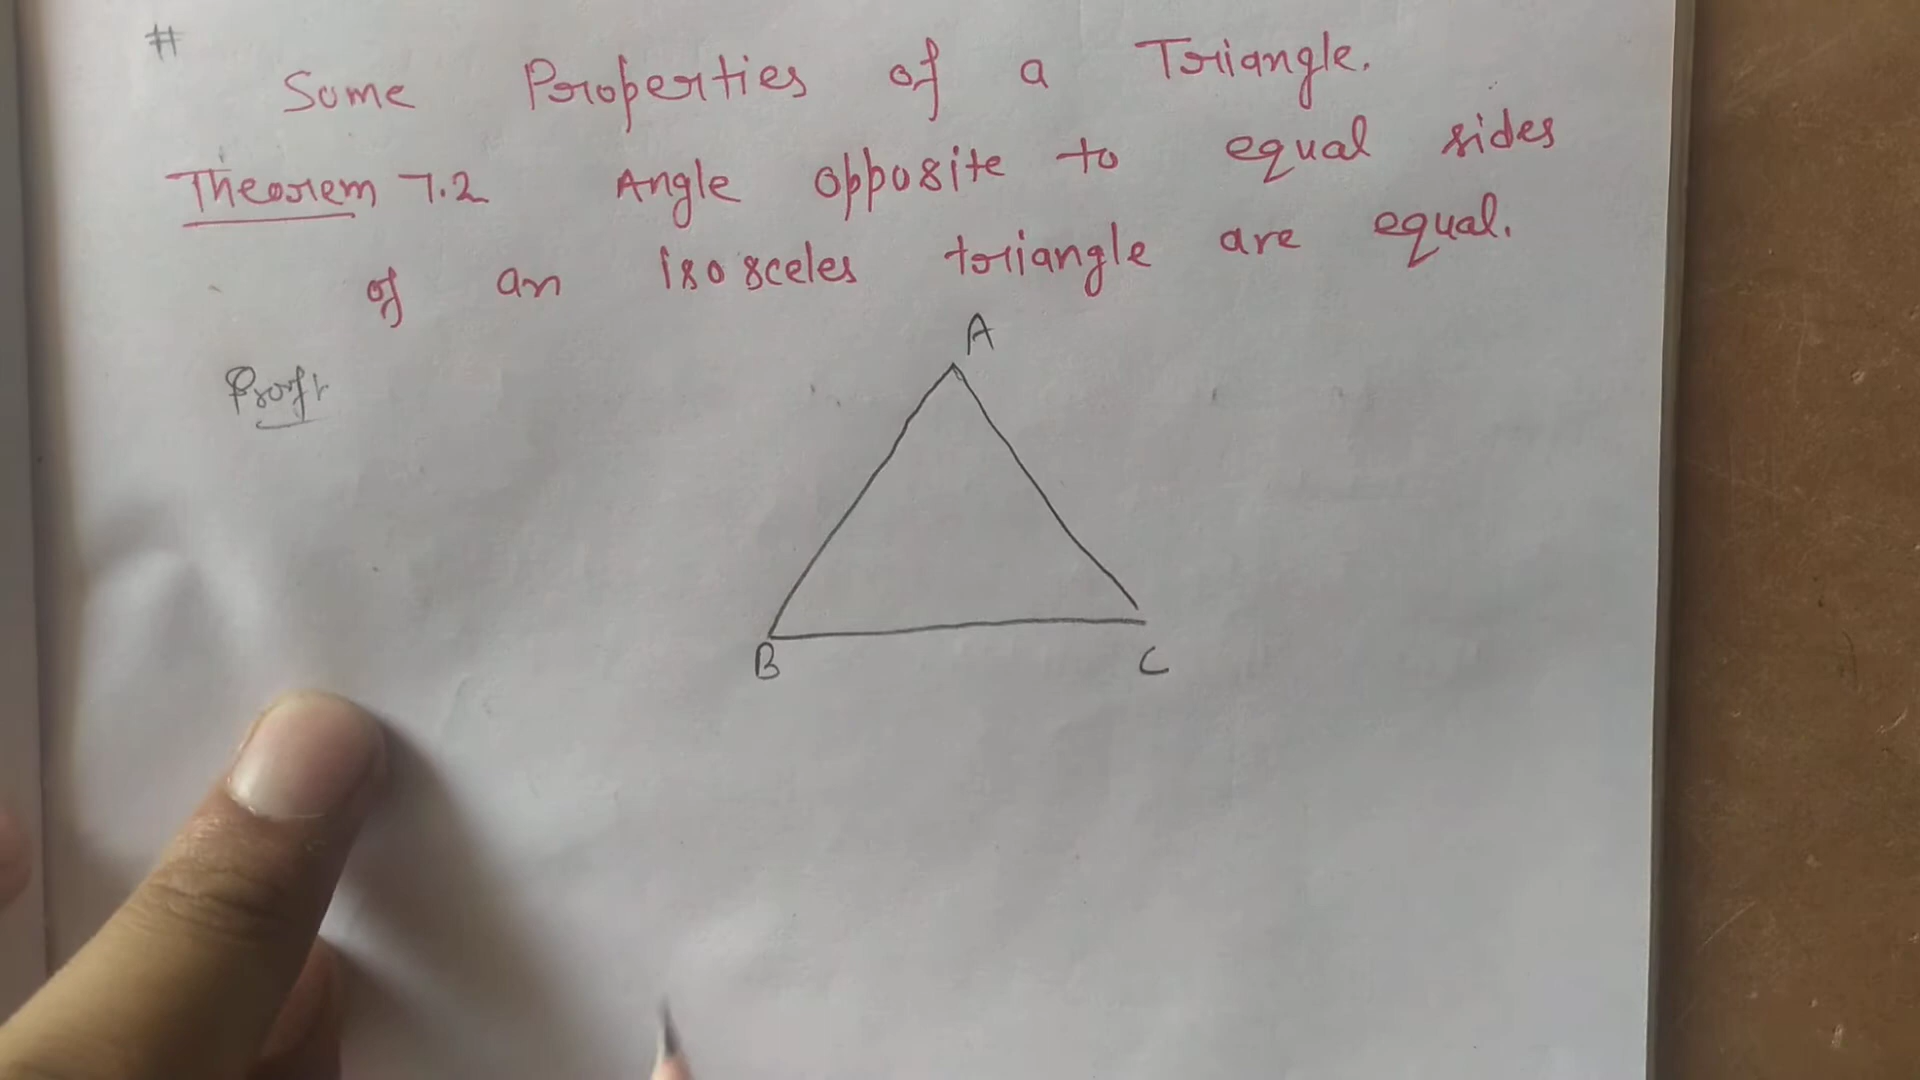 #
Some Properties of a Triangle.
Theorem 7.2 Angle opposite to equal sides
of an isosceles triangle are equal.
Proof
A
B
C